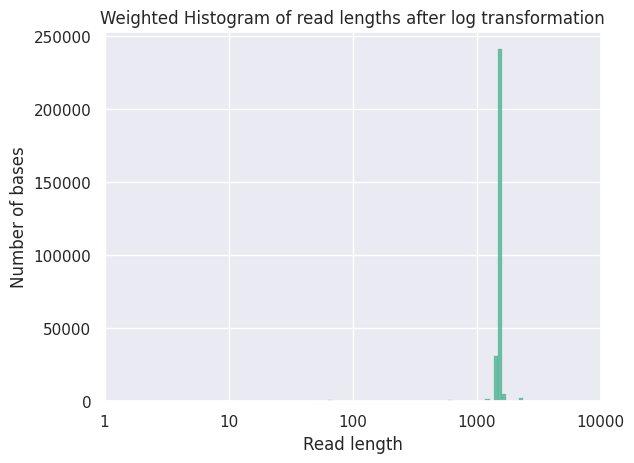 Weighted Histogram of read lengths after log transformation
250000
200000
150000
100000
50000
0
Number of bases
1 10 100 1000 10000
Read length